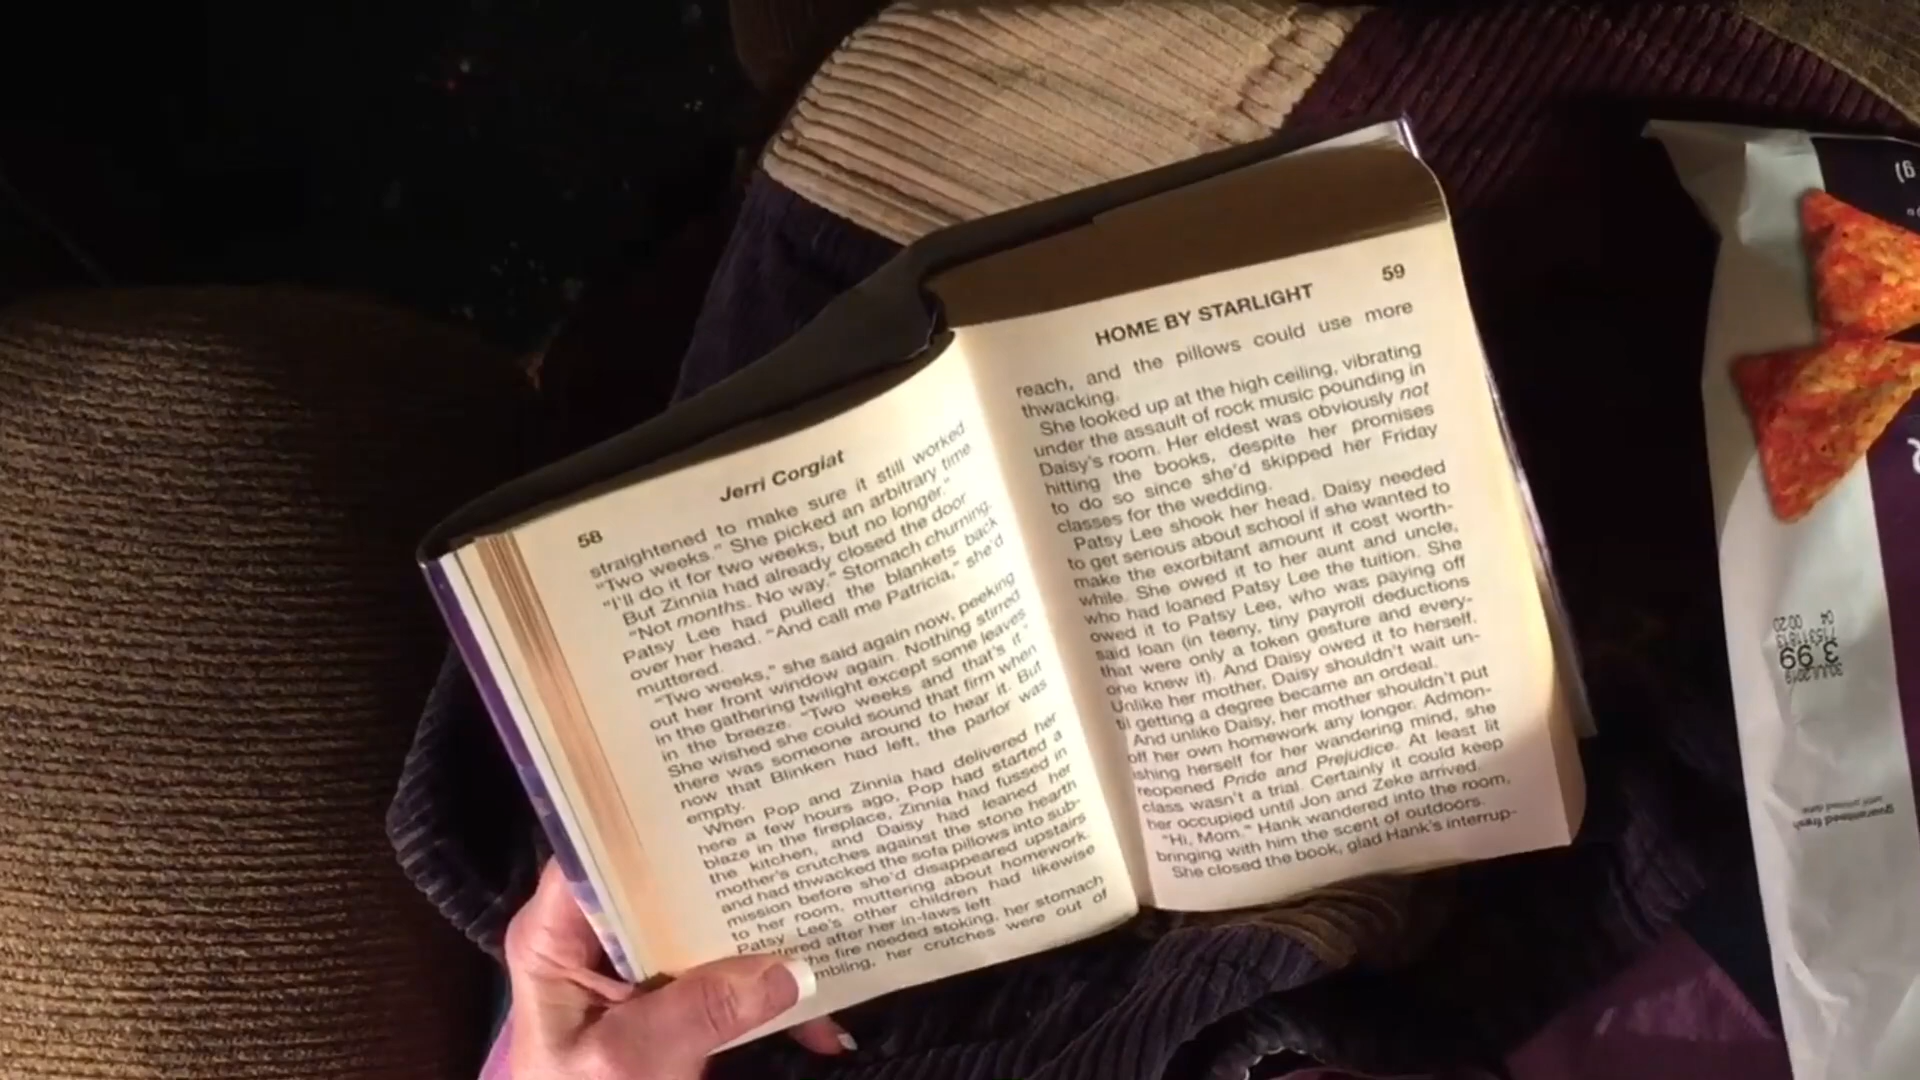 58
Jerri Corgiat
straightened to make sure it still worked
"Two weeks." She picked an arbitrary time
"I'll do it for two weeks, but no longer."
But Zinnia had already closed the door
"Not months. No way." Stomach churning.
Patsy Lee had pulled the blankets back
over her head. "And call me Patricia," she'd
muttered.
"Two weeks," she said again now, peeking
out her front window again. Nothing stirred
in the gathering twilight except some leaves
in the breeze. "Two weeks and that's it."
She wished she could sound that firm when
there was someone around to hear it. But
now that Blinken had left, the parlor was
empty.
When Pop and Zinnia had delivered her
here a few hours ago, Pop had started a
blaze in the fireplace, Zinnia had fussed in
the kitchen, and Daisy had leaned her
mother's crutches against the stone hearth
and had thwacked the sofa pillows into sub-
mission before she'd disappeared upstairs
to her room, muttering about homework.
Patsy Lee's other children had likewise
after her in-laws left.
the fire needed stoking, her stomach
mbling, her crutches were out of
HOME BY STARLIGHT
59
reach, and the pillows could use more
thwacking.
She looked up at the high ceiling, vibrating
under the assault of rock music pounding in
Daisy's room. Her eldest was obviously not
hitting the books, despite her promises
to do so since she'd skipped her Friday
classes for the wedding.
Patsy Lee shook her head. Daisy needed
to get serious about school if she wanted to
make the exorbitant amount it cost worth-
while. She owed it to her aunt and uncle,
who had loaned Patsy Lee the tuition. She
owed it to Patsy Lee, who was paying off
said loan (in teeny, tiny payroll deductions
that were only a token gesture and every-
one knew it). And Daisy owed it to herself.
Unlike her mother, Daisy shouldn't wait un-
til getting a degree became an ordeal.
And unlike Daisy, her mother shouldn't put
off her own homework any longer. Admon-
ishing herself for her wandering mind, she
reopened Pride and Prejudice. At least lit
class wasn't a trial. Certainly it could keep
her occupied until Jon and Zeke arrived.
"Hi, Mom." Hank wandered into the room,
bringing with him the scent of outdoors.
She closed the book, glad Hank's interrup-
g)
guaranteed fresh
until printed date
3.99